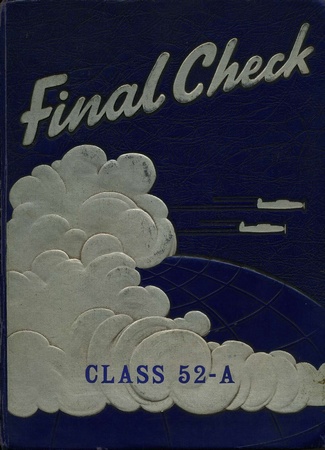 Final Check
CLASS 52-A